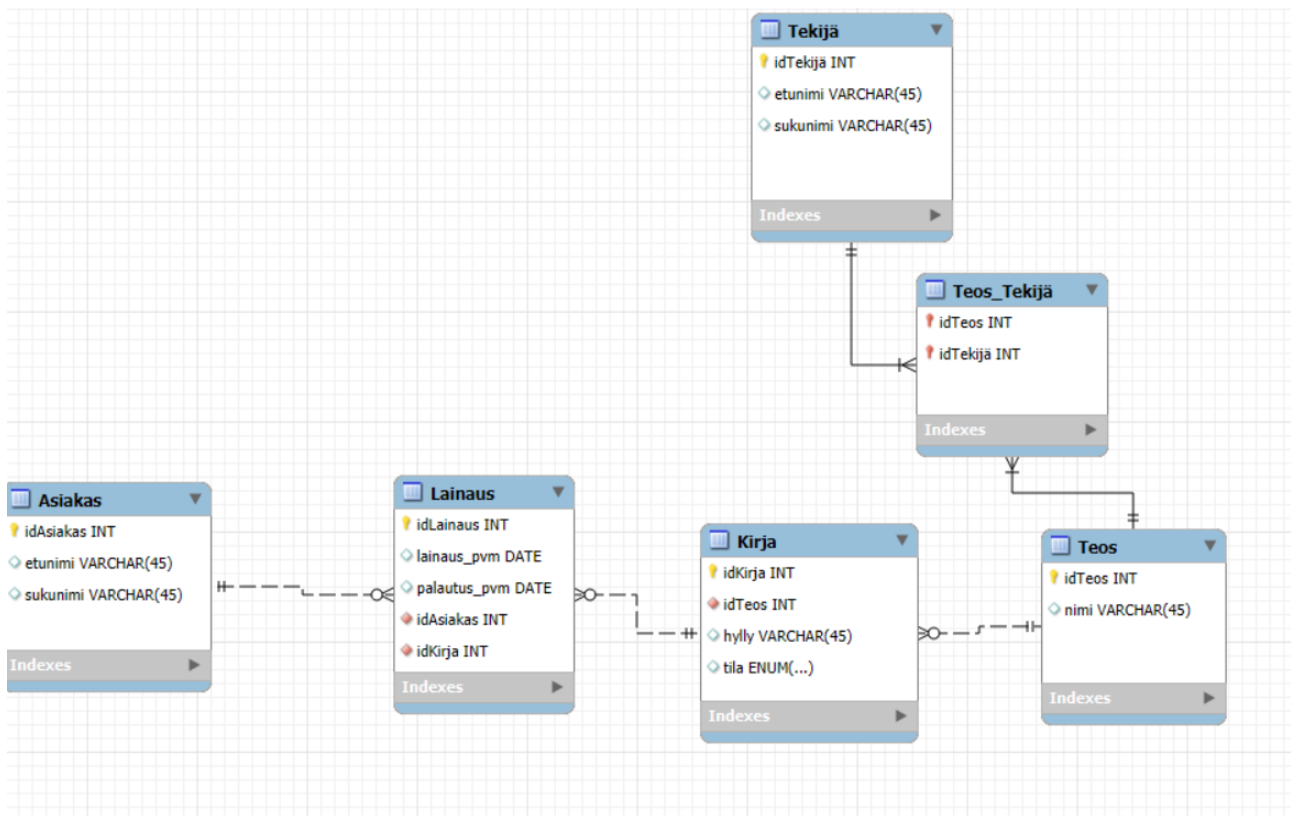 Tekijä
idTekijä INT
etunimi VARCHAR(45)
sukunimi VARCHAR(45)
Indexes
Teos_Tekijä
idTeos INT
idTekijä INT
Indexes
Asiakas
idAsiakas INT
etunimi VARCHAR(45)
sukunimi VARCHAR(45)
Indexes
Lainaus
idLainaus INT
lainaus_pvm DATE
palautus_pvm DATE
idAsiakas INT
idKirja INT
Indexes
Kirja
idKirja INT
idTeos INT
hylly VARCHAR(45)
tila ENUM(...)
Indexes
Teos
idTeos INT
nimi VARCHAR(45)
Indexes